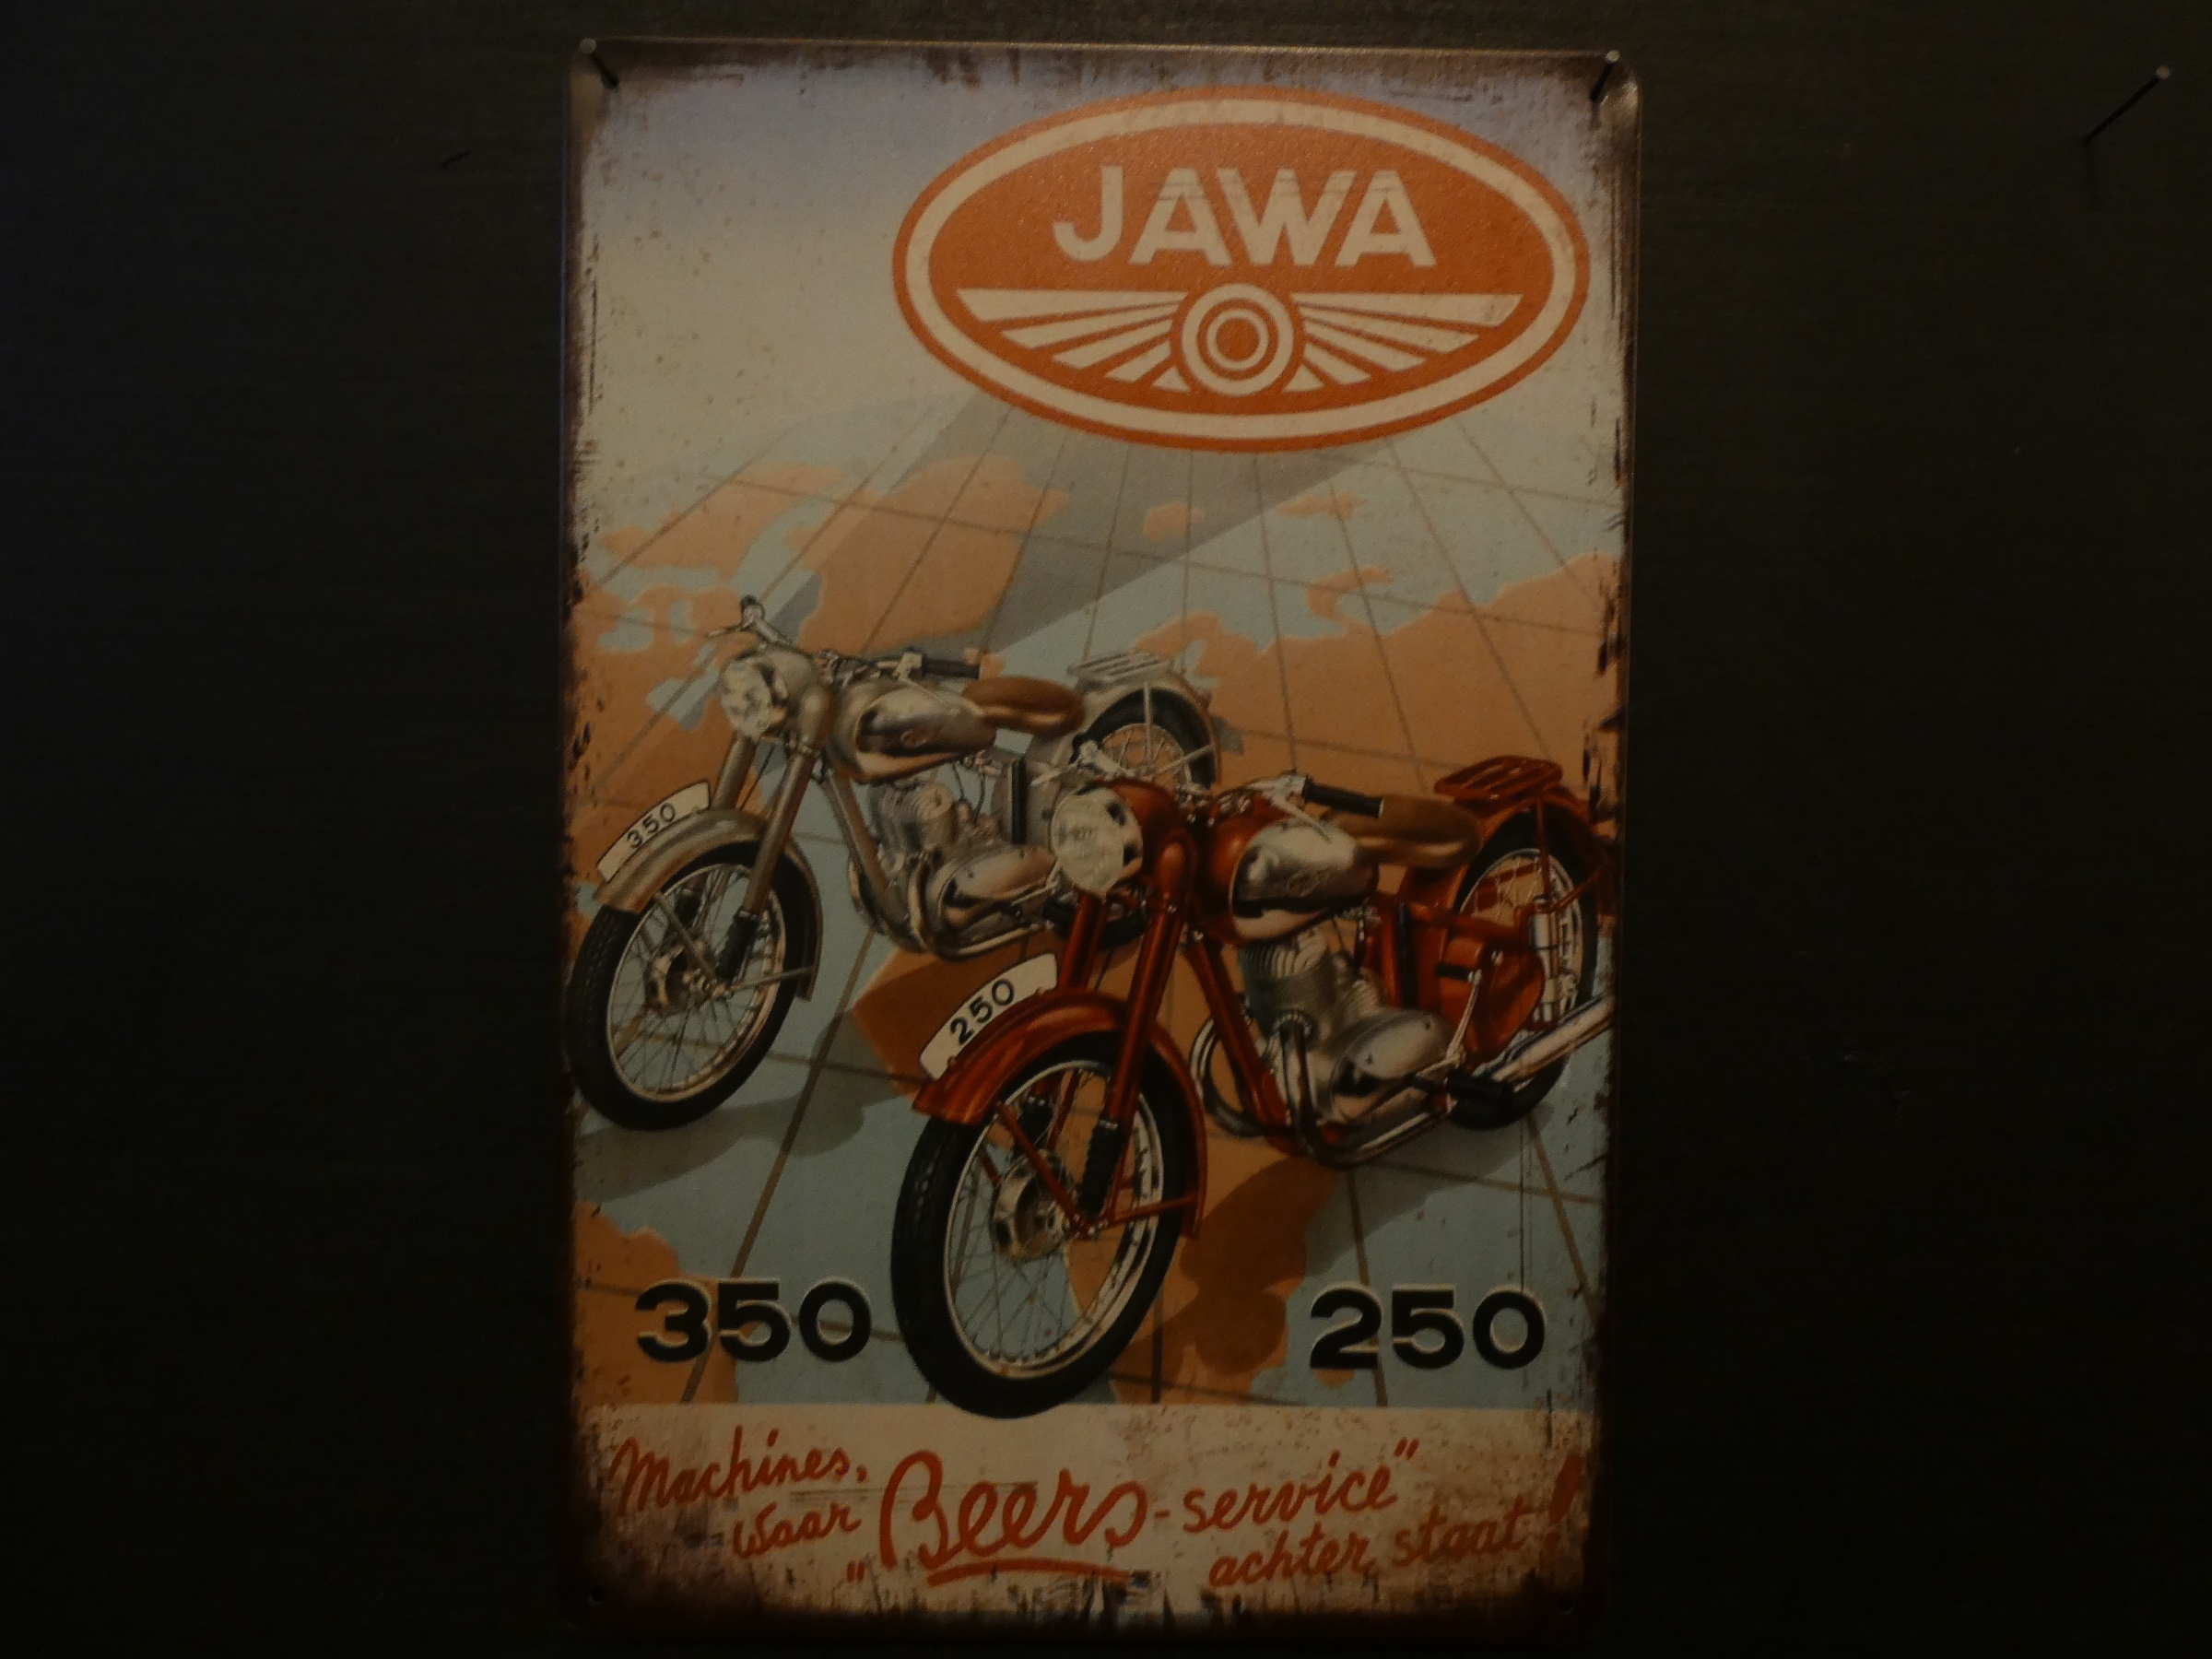 JAWA
350
250
350 250
Machines,
waar „Beers-service"
achter staat!